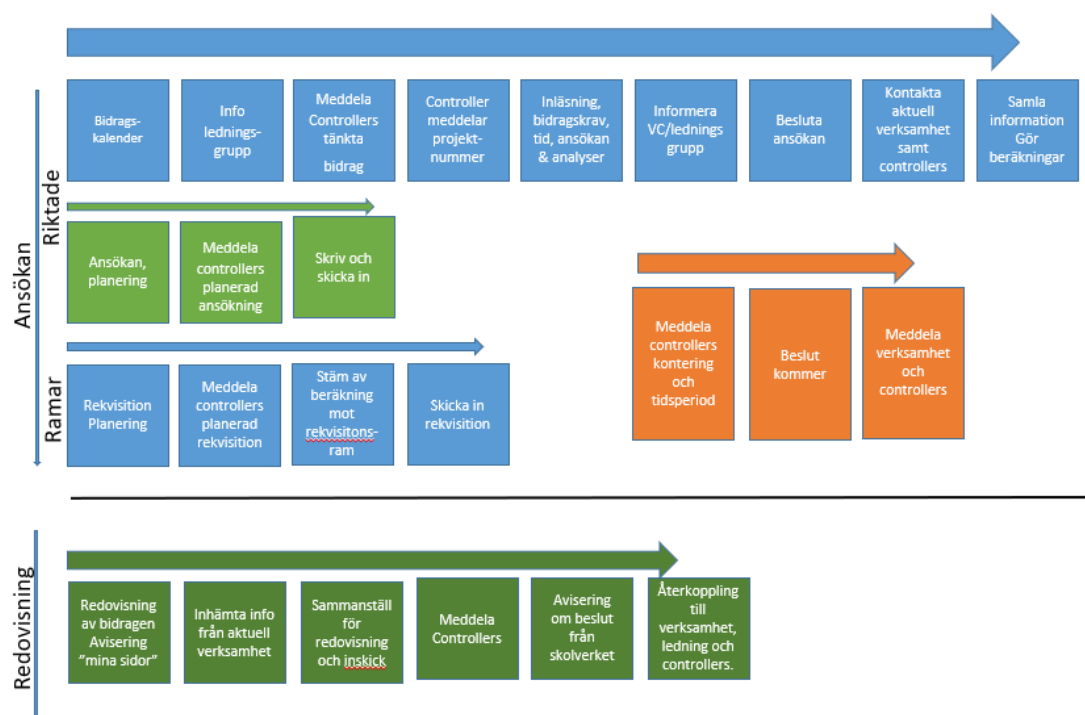 Ansökan
Riktade
Ramar
Bidrags-
kalender
Info
lednings-
grupp
Meddela
Controllers
tänkta
bidrag
Controller
meddelar
projekt-
nummer
Inläsning,
bidragskrav,
tid, ansökan
& analyser
Informera
VC/lednings
grupp
Besluta
ansökan
Kontakta
aktuell
verksamhet
samt
controllers
Samla
information
Gör
beräkningar
Ansökan,
planering
Meddela
controllers
planerad
ansökning
Skriv och
skicka in
Meddela
controllers
kontering
och
tidsperiod
Beslut
kommer
Meddela
verksamhet
och
controllers
Rekvisition
Planering
Meddela
controllers
planerad
rekvisition
Stäm av
beräkning
mot
rekvisitons-
ram
Skicka in
rekvisition
Redovisning
Redovisning
av bidragen
Avisering
”mina sidor”
Inhämta info
från aktuell
verksamhet
Sammanställ
för
redovisning
och inskick
Meddela
Controllers
Avisering
om beslut
från
skolverket
Återkoppling
till
verksamhet,
ledning och
controllers.